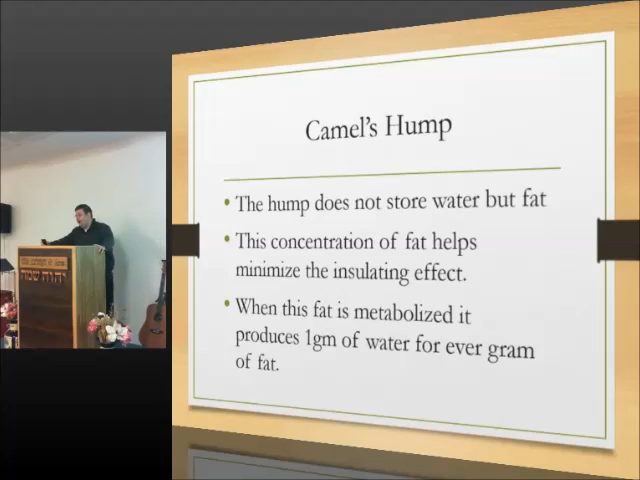 Camel's Hump
• The hump does not store water but fat
• This concentration of fat helps
minimize the insulating effect.
• When this fat is metabolized it
produces 1gm of water for ever gram
of fat.